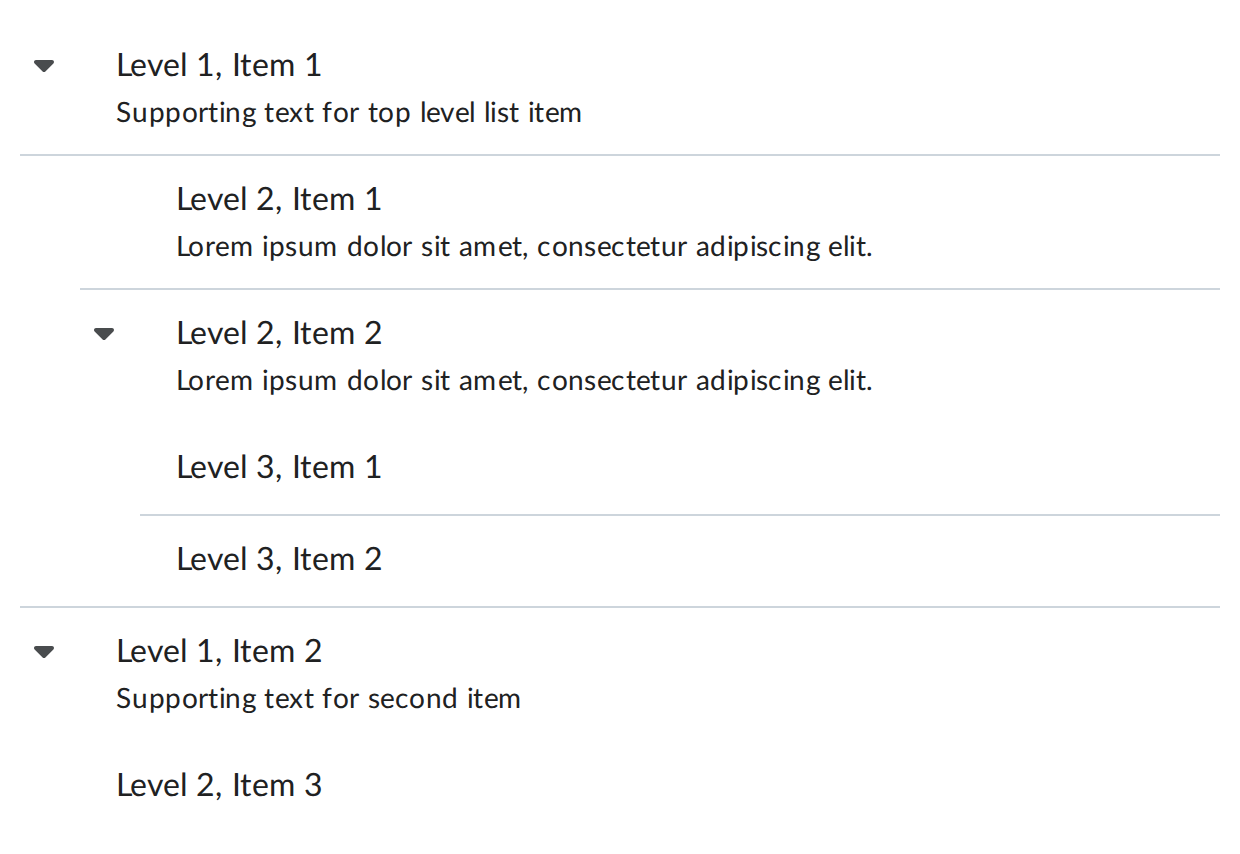 Level 1, Item 1
Supporting text for top level list item
Level 2, Item 1
Lorem ipsum dolor sit amet, consectetur adipiscing elit.
Level 2, Item 2
Lorem ipsum dolor sit amet, consectetur adipiscing elit.
Level 3, Item 1
Level 3, Item 2
Level 1, Item 2
Supporting text for second item
Level 2, Item 3